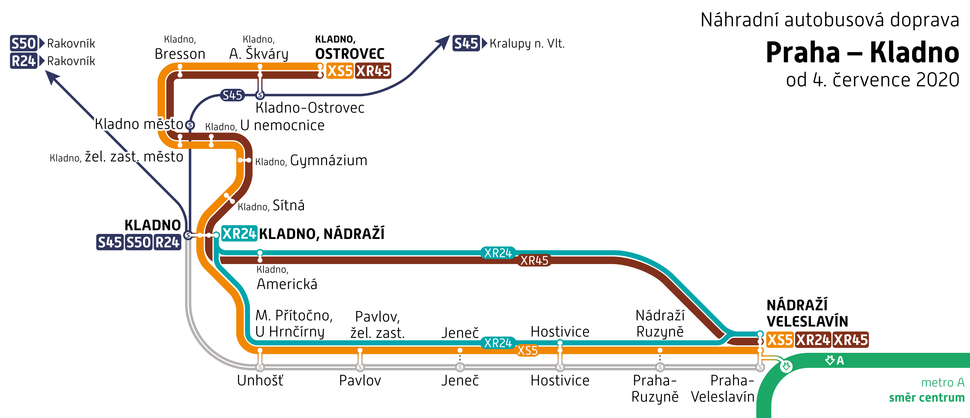 Náhradní autobusová doprava
Praha – Kladno
od 4. července 2020
S50 Rakovník
R24 Rakovník
Kladno,
Bresson
Kladno,
A. Škváry
KLADNO,
OSTROVEC
XS5 XR45
S45 Kralupy n. Vlt.
S45
Kladno-Ostrovec
Kladno město
Kladno, U nemocnice
Kladno, žel. zast. město
Kladno, Gymnázium
Kladno, Sítná
KLADNO
S45 S50 R24
XR24 KLADNO, NÁDRAŽÍ
XR24
XR45
Kladno,
Americká
M. Přítočno,
U Hrnčírny
Pavlov,
žel. zast.
Jeneč
Hostivice
Nádraží
Ruzyně
NÁDRAŽÍ
VELESLAVÍN
XS5 XR24 XR45
XR24
XS5
A
Unhošť
Pavlov
Jeneč
Hostivice
Praha-
Ruzyně
Praha-
Veleslavín
metro A
směr centrum